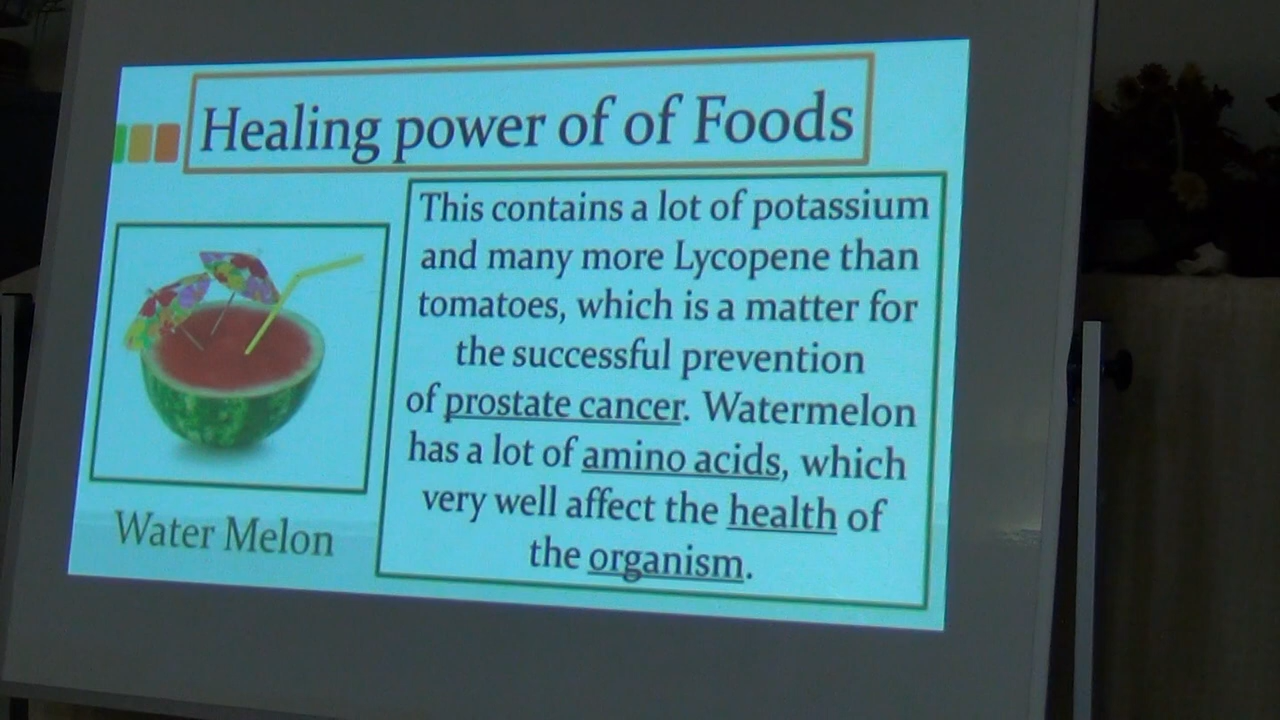 Healing power of of Foods
This contains a lot of potassium
and many more Lycopene than
tomatoes, which is a matter for
the successful prevention
of prostate cancer. Watermelon
has a lot of amino acids, which
very well affect the health of
the organism.
Water Melon